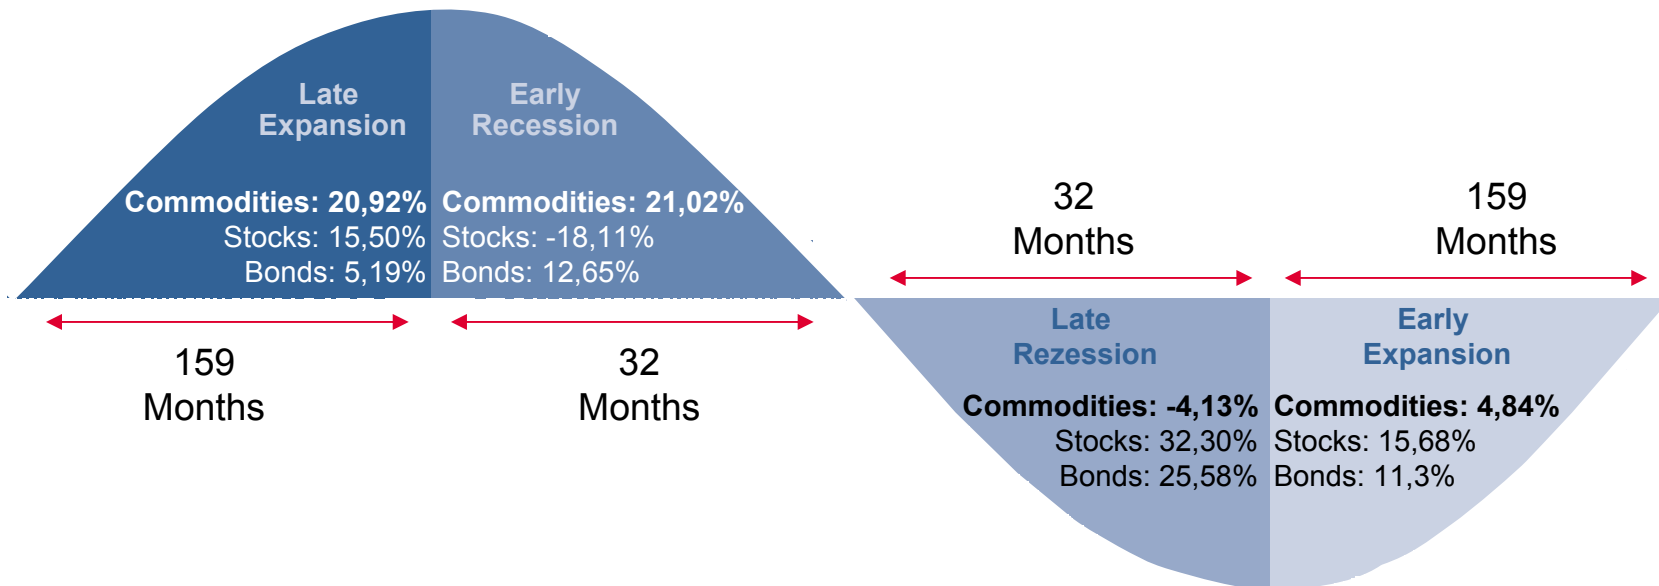 Late
Expansion
Commodities: 20,92%
Stocks: 15,50%
Bonds: 5,19%
159
Months
Early
Recession
Commodities: 21,02%
Stocks: -18,11%
Bonds: 12,65%
32
Months
32
Months
Late
Rezession
Commodities: -4,13%
Stocks: 32,30%
Bonds: 25,58%
159
Months
Early
Expansion
Commodities: 4,84%
Stocks: 15,68%
Bonds: 11,3%